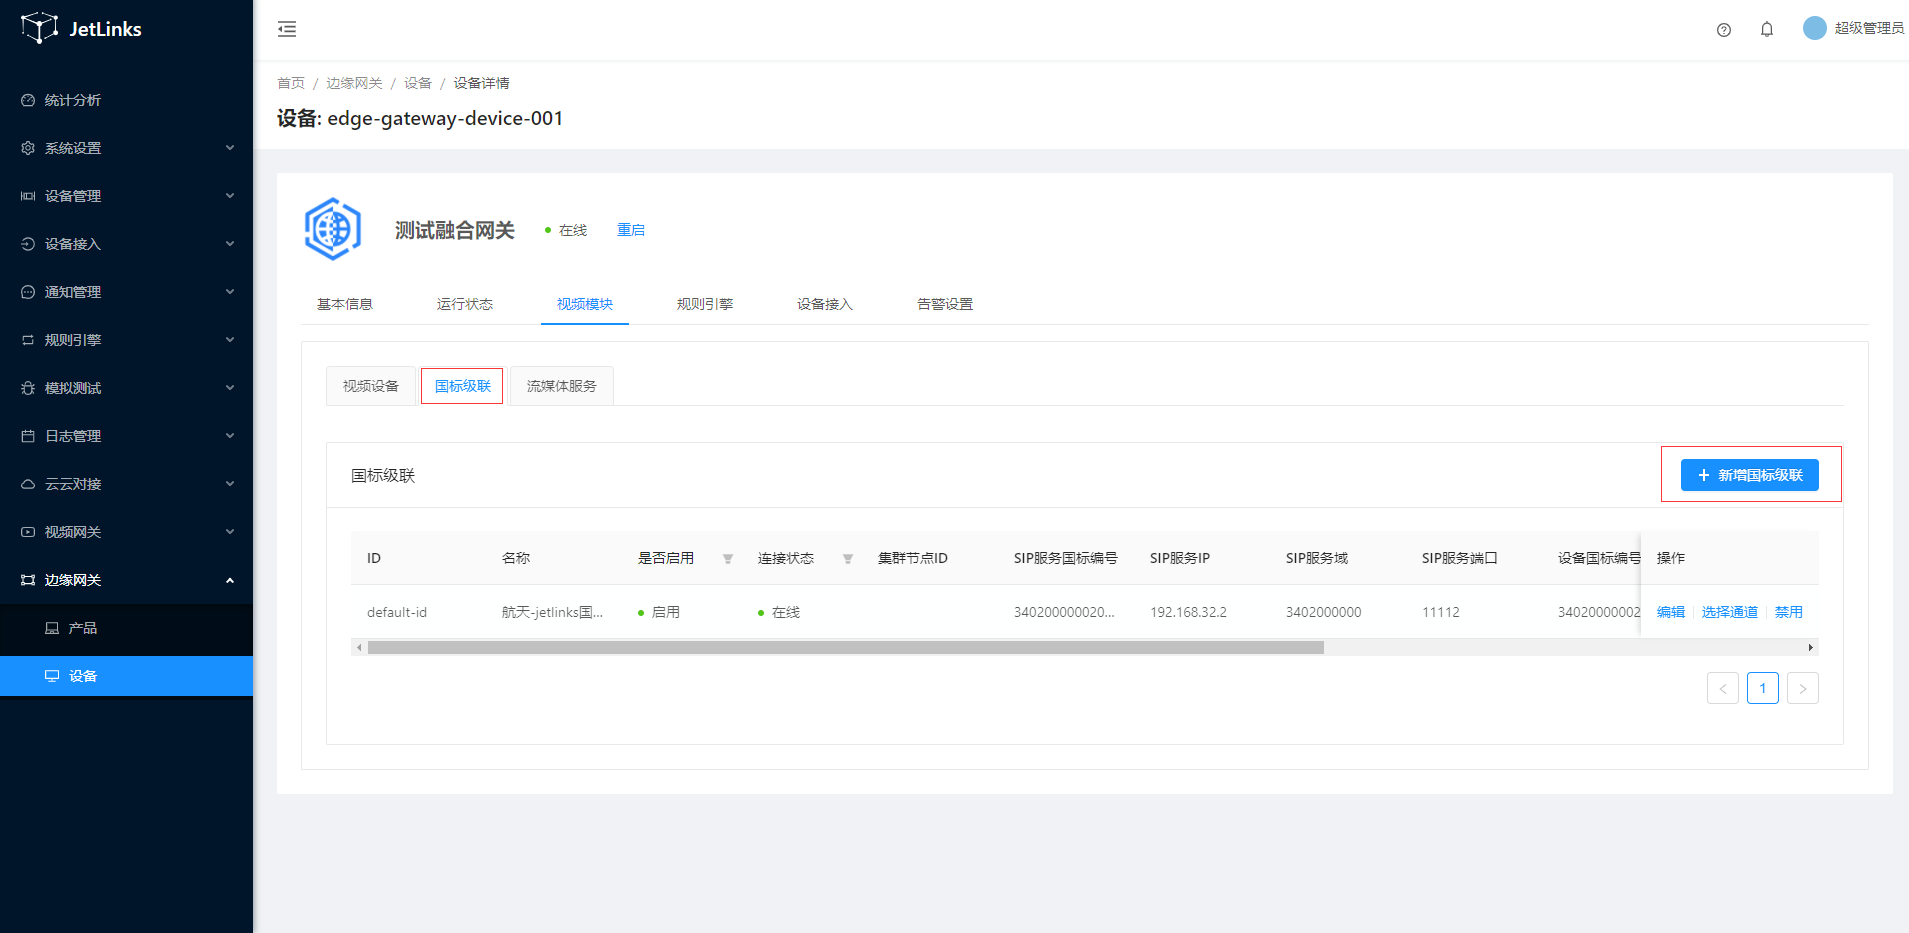 JetLinks
超级管理员
统计分析
系统设置
设备管理
设备接入
通知管理
规则引擎
模拟测试
日志管理
云云对接
视频网关
边缘网关
产品
设备
首页 / 边缘网关 / 设备 / 设备详情
设备: edge-gateway-device-001
测试融合网关 在线 重启
基本信息 运行状态 视频模块 规则引擎 设备接入 告警设置
视频设备 国标级联 流媒体服务
国标级联 + 新增国标级联
ID 名称 是否启用 连接状态 集群节点ID SIP服务国标编号 SIP服务IP SIP服务域 SIP服务端口 设备国标编号 操作
default-id 航天-jetlinks国... 启用 在线 340200000020... 192.168.32.2 3402000000 11112 34020000002 编辑 选择通道 禁用
< 1 >